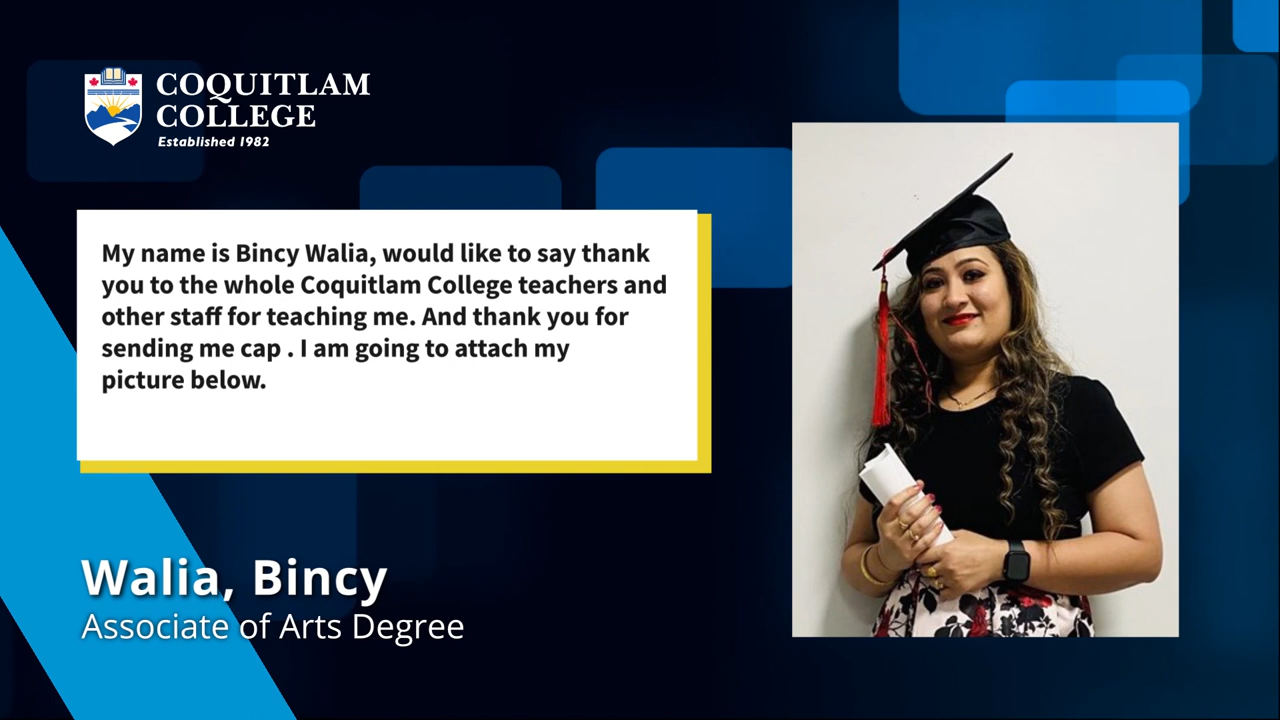 COQUITLAM
COLLEGE
Established 1982
My name is Bincy Walia, would like to say thank
you to the whole Coquitlam College teachers and
other staff for teaching me. And thank you for
sending me cap . I am going to attach my
picture below.
Walia, Bincy
Associate of Arts Degree